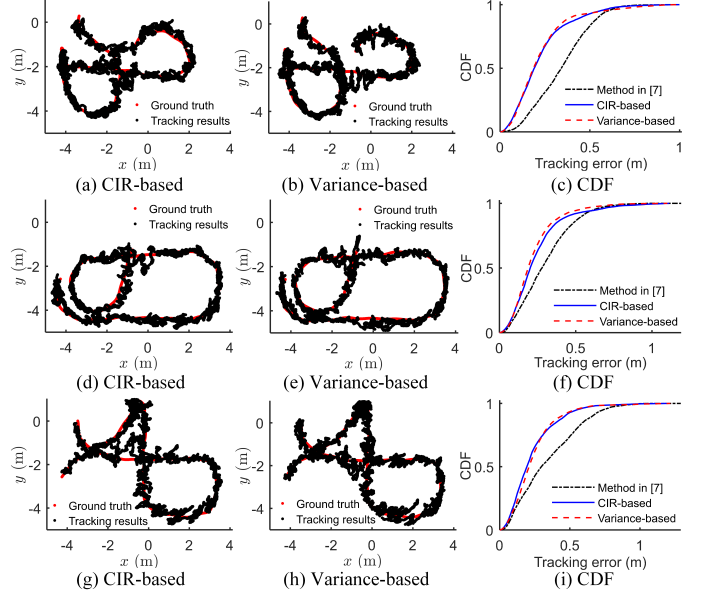 0
-2
-4
y (m)
Ground truth
Tracking results
-4 -2 0 2 4
x (m)
(a) CIR-based
0
-2
-4
y (m)
Ground truth
Tracking results
-4 -2 0 2 4
x (m)
(b) Variance-based
1
0.5
0
CDF
Method in [7]
CIR-based
Variance-based
0 0.5 1
Tracking error (m)
(c) CDF
0
-2
-4
y (m)
Ground truth
Tracking results
-4 -2 0 2 4
x (m)
(d) CIR-based
0
-2
-4
y (m)
Ground truth
Tracking results
-4 -2 0 2 4
x (m)
(e) Variance-based
1
0.5
0
CDF
Method in [7]
CIR-based
Variance-based
0 0.5 1
Tracking error (m)
(f) CDF
0
-2
-4
y (m)
Ground truth
Tracking results
-4 -2 0 2 4
x (m)
(g) CIR-based
0
-2
-4
y (m)
Ground truth
Tracking results
-4 -2 0 2 4
x (m)
(h) Variance-based
1
0.5
0
CDF
Method in [7]
CIR-based
Variance-based
0 0.5 1
Tracking error (m)
(i) CDF